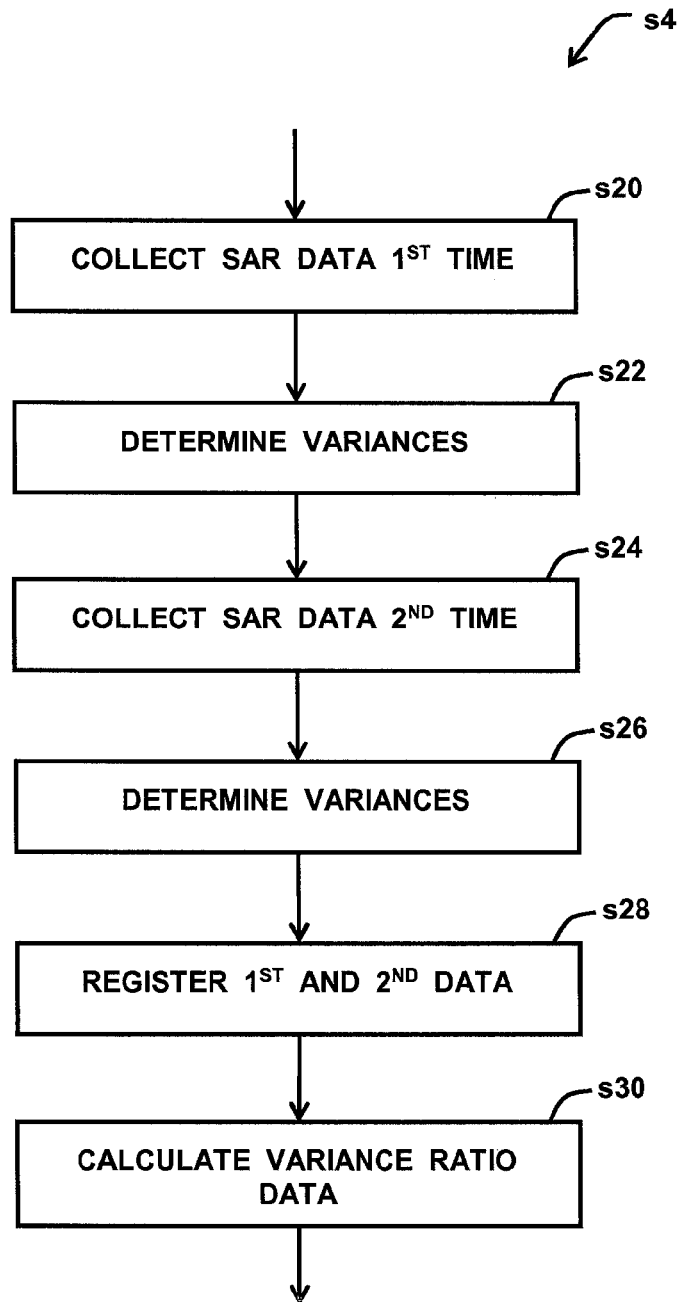 s4
s20
COLLECT SAR DATA 1ST TIME
s22
DETERMINE VARIANCES
s24
COLLECT SAR DATA 2ND TIME
s26
DETERMINE VARIANCES
s28
REGISTER 1ST AND 2ND DATA
s30
CALCULATE VARIANCE RATIO
DATA